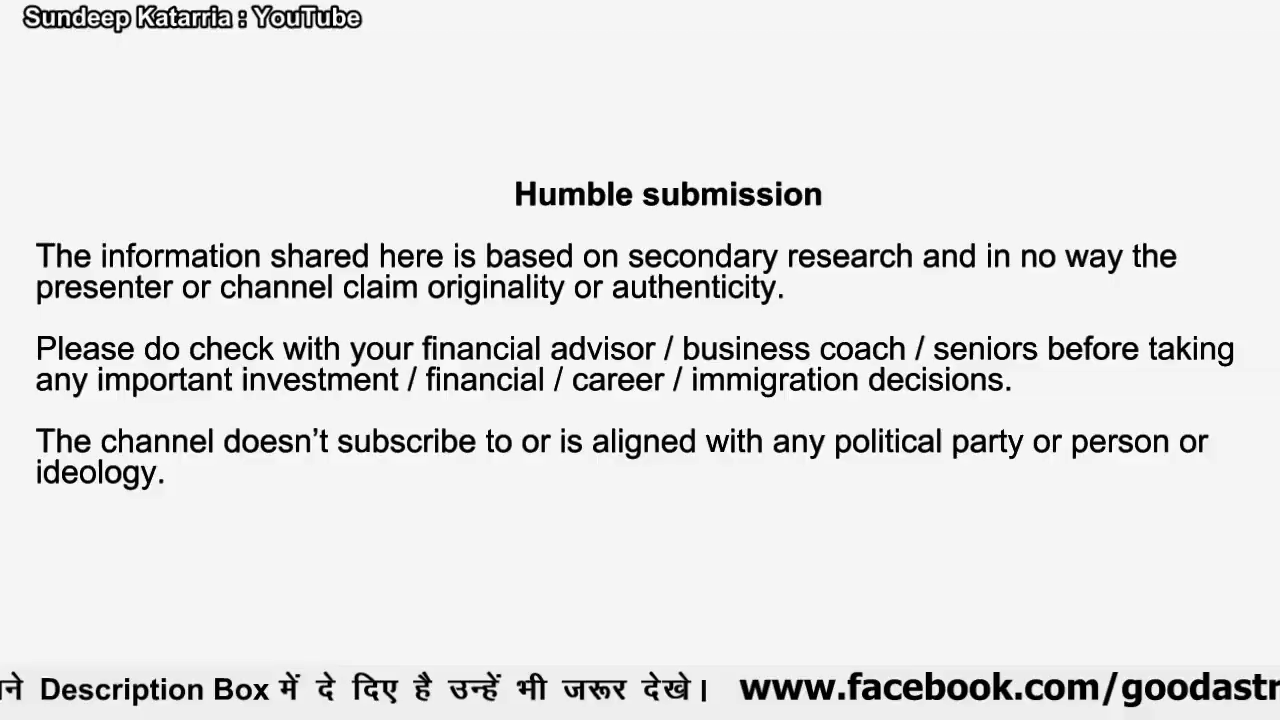 Sundeep Katarria : YouTube
Humble submission
The information shared here is based on secondary research and in no way the
presenter or channel claim originality or authenticity.
Please do check with your financial advisor / business coach / seniors before taking
any important investment / financial / career / immigration decisions.
The channel doesn’t subscribe to or is aligned with any political party or person or
ideology.
Description Box में दे दिए है उन्हें भी जरूर देखे। www.facebook.com/goodastr